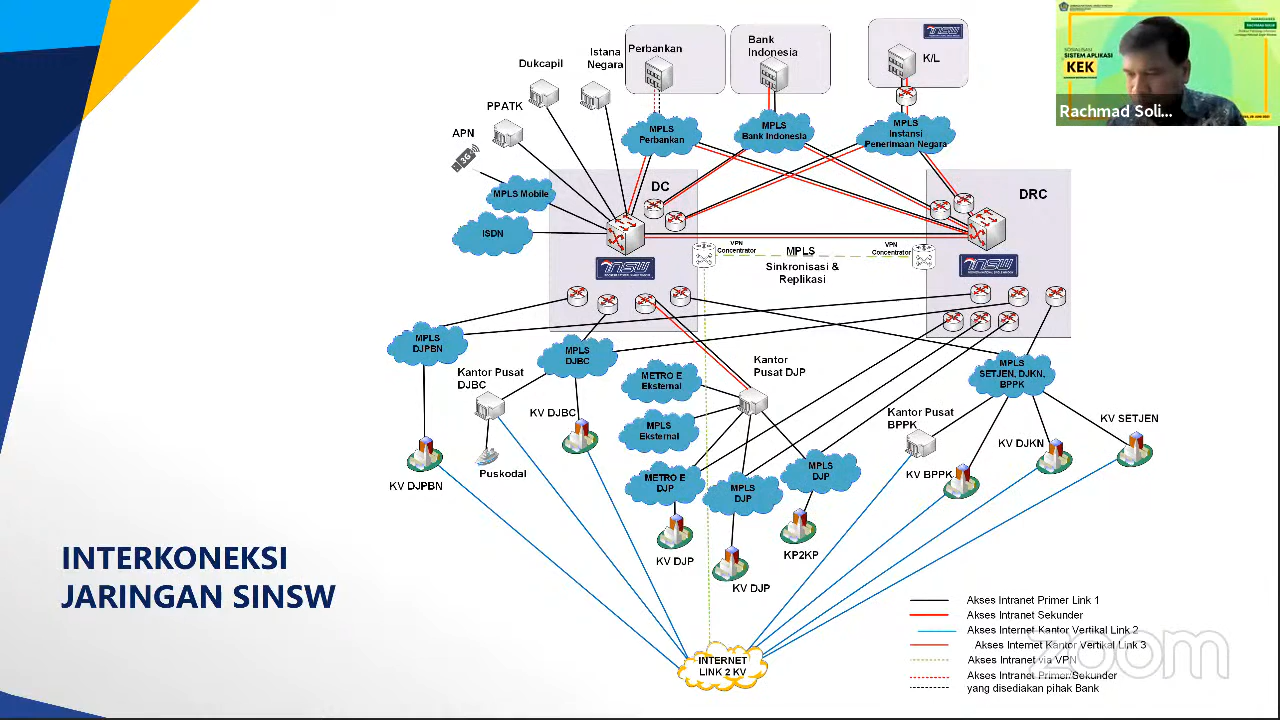 Istana
Negara
Perbankan
Bank
Indonesia
K/L
Dukcapil
PPATK
APN
3G
MPLS
Perbankan
MPLS
Bank Indonesia
MPLS
Instansi
Penerimaan Negara
SOSIALISASI
SISTEM APLIKASI
KEK
Rachmad Soli...
MPLS Mobile
DC
DRC
ISDN
VPN
Concentrator
MPLS
VPN
Concentrator
Sinkronisasi &
Replikasi
INSW
INSW
MPLS
DJPBN
MPLS
DJBC
Kantor Pusat
DJBC
METRO E
Eksternal
Kantor
Pusat DJP
MPLS
SETJEN, DJKN,
BPPK
KV DJBC
MPLS
Eksternal
Kantor Pusat
BPPK
KV SETJEN
KV DJKN
Puskodal
KV DJPBN
METRO E
DJP
MPLS
DJP
MPLS
DJP
KV BPPK
KV DJP
KP2KP
KV DJP
INTERKONEKSI
JARINGAN SINSW
INTERNET
LINK 2 KV
Akses Intranet Primer Link 1
Akses Intranet Sekunder
Akses Internet Kantor Vertikal Link 2
Akses Internet Kantor Vertikal Link 3
Akses Intranet via VPN
Akses Intranet Primer/Sekunder
yang disediakan pihak Bank
zoom